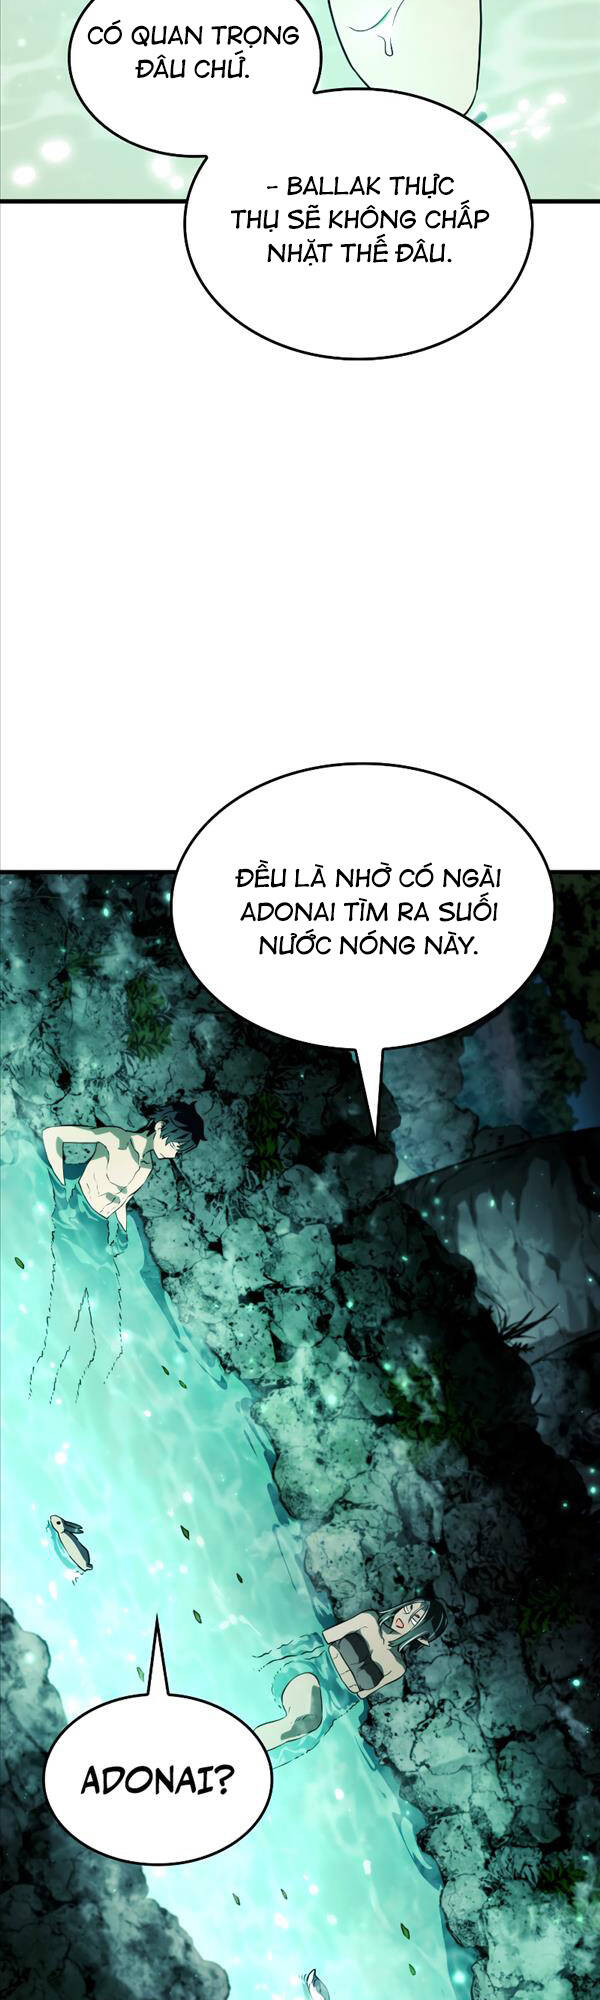 CÓ QUAN TRỌNG
ĐÂU CHỨ.
- BALLAK THỰC
THỤ SẼ KHÔNG CHẤP
NHẶT THẾ ĐÂU.
ĐỀU LÀ NHỜ CÓ NGÀI
ADONAI TÌM RA SUỐI
NƯỚC NÓNG NÀY.
ADONAI?